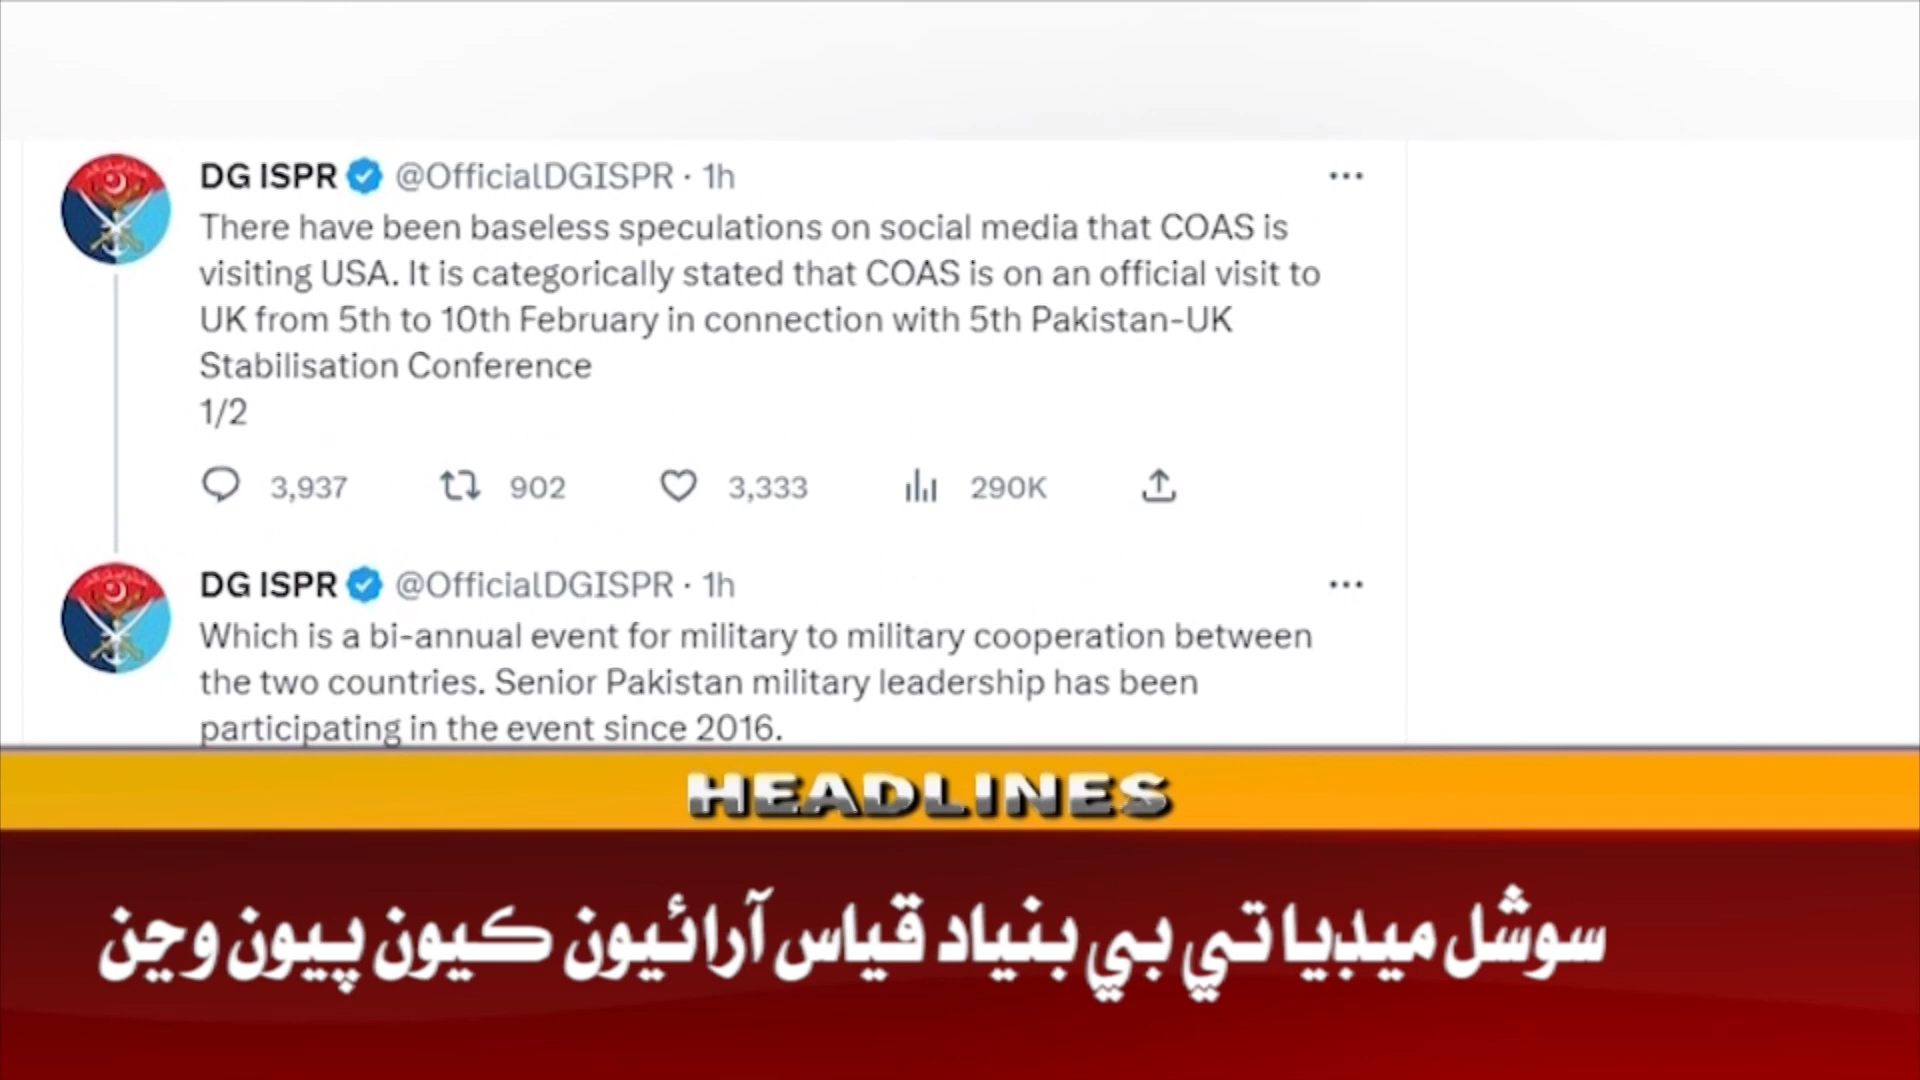 DG ISPR @OfficialDGISPR · 1h
There have been baseless speculations on social media that COAS is
visiting USA. It is categorically stated that COAS is on an official visit to
UK from 5th to 10th February in connection with 5th Pakistan-UK
Stabilisation Conference
1/2
3,937 902 3,333 290K
DG ISPR @OfficialDGISPR · 1h
Which is a bi-annual event for military to military cooperation between
the two countries. Senior Pakistan military leadership has been
participating in the event since 2016.
HEADLINES
سوشل ميڊيا تي بي بنياد قياس آرائيون ڪيون پيون وڃن